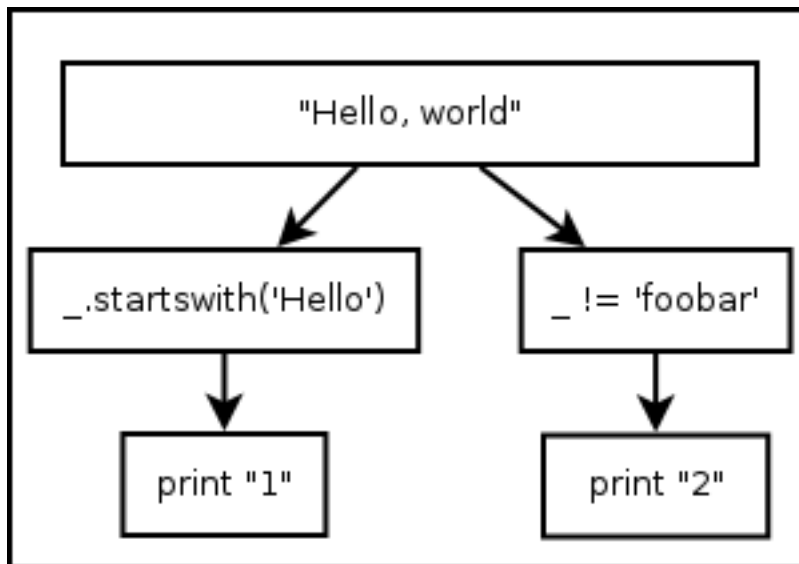 "Hello, world"
_.startswith('Hello')
_ != 'foobar'
print "1"
print "2"